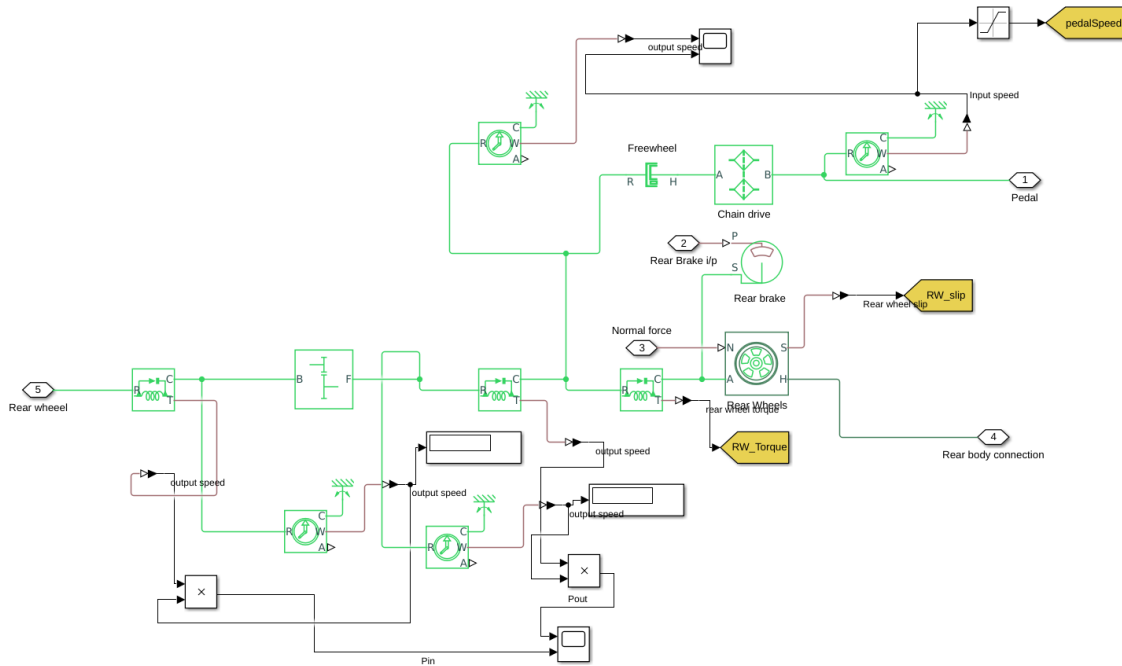 pedalSpeed
output speed
Input speed
C
R W
A
C
R W
A
Freewheel
R H
A B
Chain drive
1
Pedal
2
P
Rear Brake i/p
S
Rear brake
RW_slip
Rear wheel slip
Normal force
3
N S
A H
Rear Wheels
5
Rear wheeel
R C
T
B F
R C
T
R C
T
rear wheel torque
RW_Torque
4
Rear body connection
output speed
output speed
output speed
output speed
C
R W
A
C
R W
A
×
×
Pout
Pin